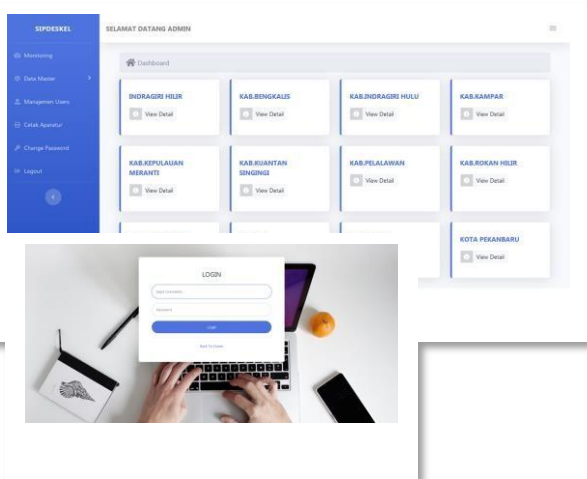 SIPDESKEL
SELAMAT DATANG ADMIN
Monitoring
Data Master
Manajemen Users
Cetak Aparatur
Change Password
Logout
Dashboard
INDRAGIRI HILIR
View Detail
KAB.BENGKALIS
View Detail
KAB.INDRAGIRI HULU
View Detail
KAB.KAMPAR
View Detail
KAB.KEPULAUAN
MERANTI
View Detail
KAB.KUANTAN
SINGINGI
View Detail
KAB.PELALAWAN
View Detail
KAB.ROKAN HILIR
View Detail
KOTA PEKANBARU
View Detail
LOGIN
Password
Login